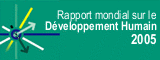 Rapport mondial sur le
Développement Humain
2005